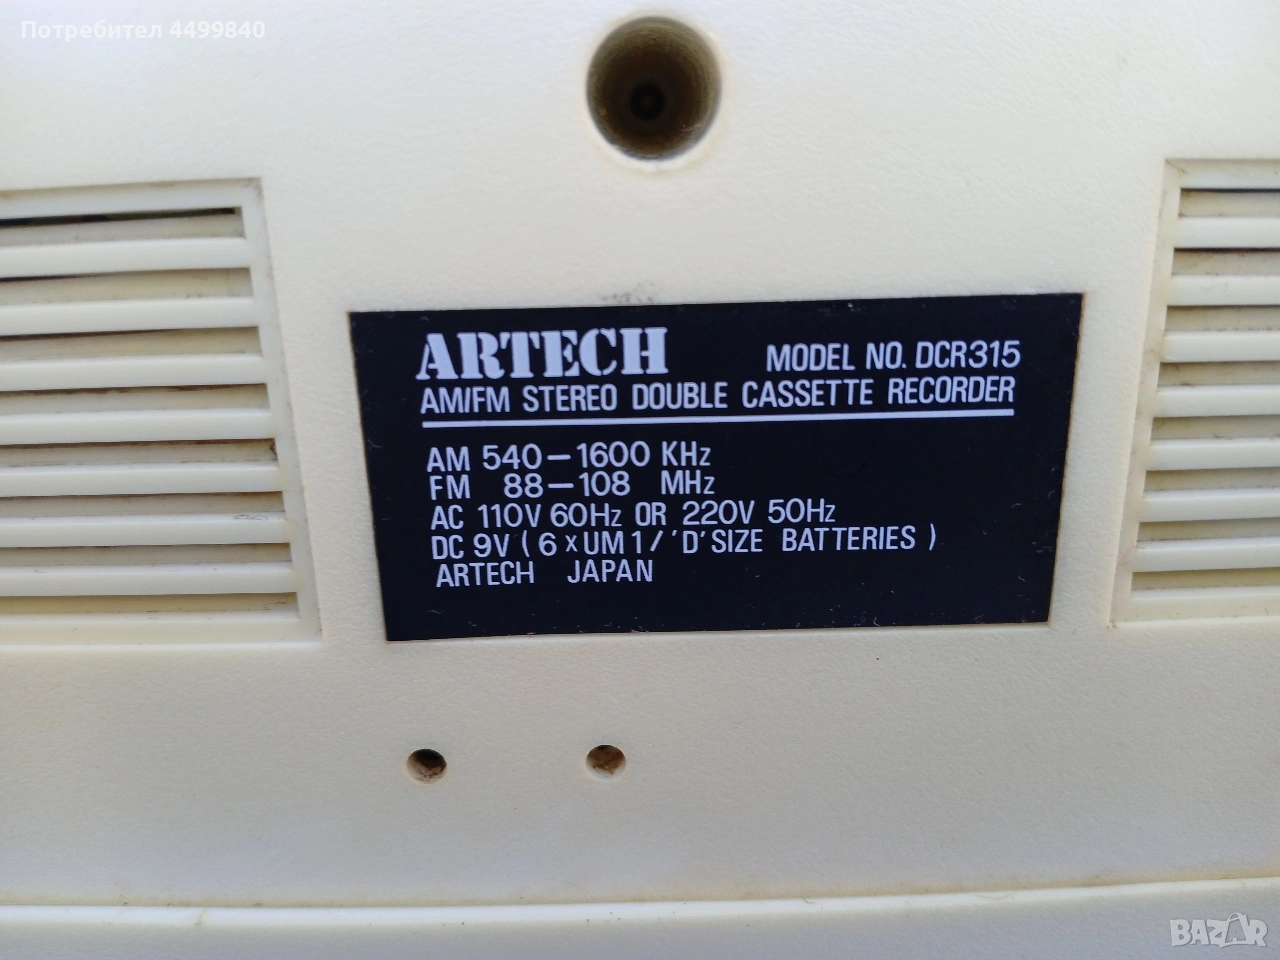 Потребител 4499840
ARTECH MODEL NO. DCR315
AM/FM STEREO DOUBLE CASSETTE RECORDER
AM 540-1600 KHz
FM 88-108 MHz
AC 110V 60Hz OR 220V 50Hz
DC 9V ( 6 x UM 1/ 'D' SIZE BATTERIES )
ARTECH JAPAN
BAZAR